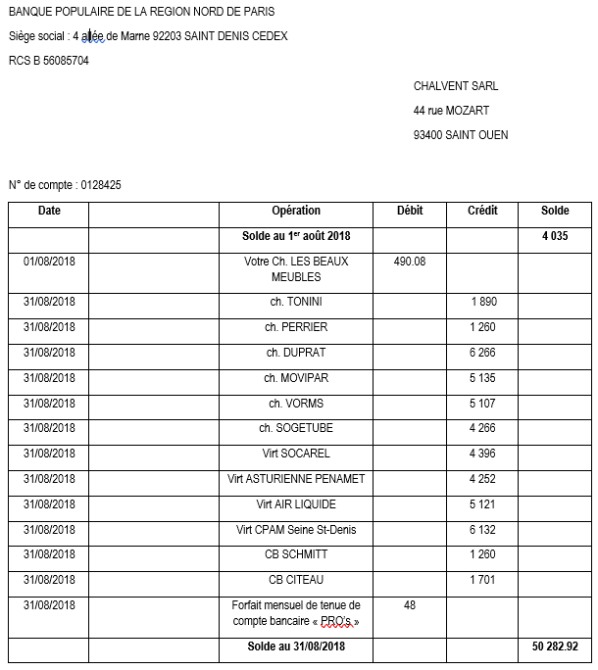 BANQUE POPULAIRE DE LA REGION NORD DE PARIS
Siège social : 4 allée de Marne 92203 SAINT DENIS CEDEX
RCS B 56085704
CHALVENT SARL
44 rue MOZART
93400 SAINT OUEN
N° de compte : 0128425
Date Opération Débit Crédit Solde
Solde au 1er août 2018 4 035
01/08/2018 Votre Ch. LES BEAUX 490.08
MEUBLES
31/08/2018 ch. TONINI 1 890
31/08/2018 ch. PERRIER 1 260
31/08/2018 ch. DUPRAT 6 266
31/08/2018 ch. MOVIPAR 5 135
31/08/2018 ch. VORMS 5 107
31/08/2018 ch. SOGETUBE 4 266
31/08/2018 Virt SOCAREL 4 396
31/08/2018 Virt ASTURIENNE PENAMET 4 252
31/08/2018 Virt AIR LIQUIDE 5 121
31/08/2018 Virt CPAM Seine St-Denis 6 132
31/08/2018 CB SCHMITT 1 260
31/08/2018 CB CITEAU 1 701
31/08/2018 Forfait mensuel de tenue de 48
compte bancaire « PRO's »
Solde au 31/08/2018 50 282.92